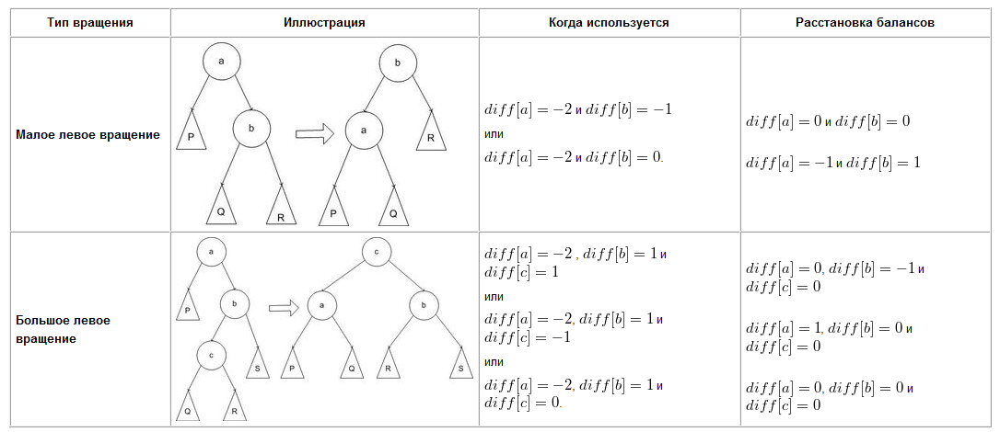 Тип вращения
Иллюстрация
Когда используется
Расстановка балансов
Малое левое вращение
a
P
b
Q
R
b
a
R
P
Q
diff[a] = −2 и diff[b] = −1
или
diff[a] = −2 и diff[b] = 0.
diff[a] = 0 и diff[b] = 0
diff[a] = −1 и diff[b] = 1
Большое левое
вращение
a
P
b
c
S
Q
R
c
a
b
P
Q
R
S
diff[a] = −2 , diff[b] = 1 и
diff[c] = 1
или
diff[a] = −2, diff[b] = 1 и
diff[c] = −1
или
diff[a] = −2, diff[b] = 1 и
diff[c] = 0.
diff[a] = 0, diff[b] = −1 и
diff[c] = 0
diff[a] = 1, diff[b] = 0 и
diff[c] = 0
diff[a] = 0, diff[b] = 0 и
diff[c] = 0